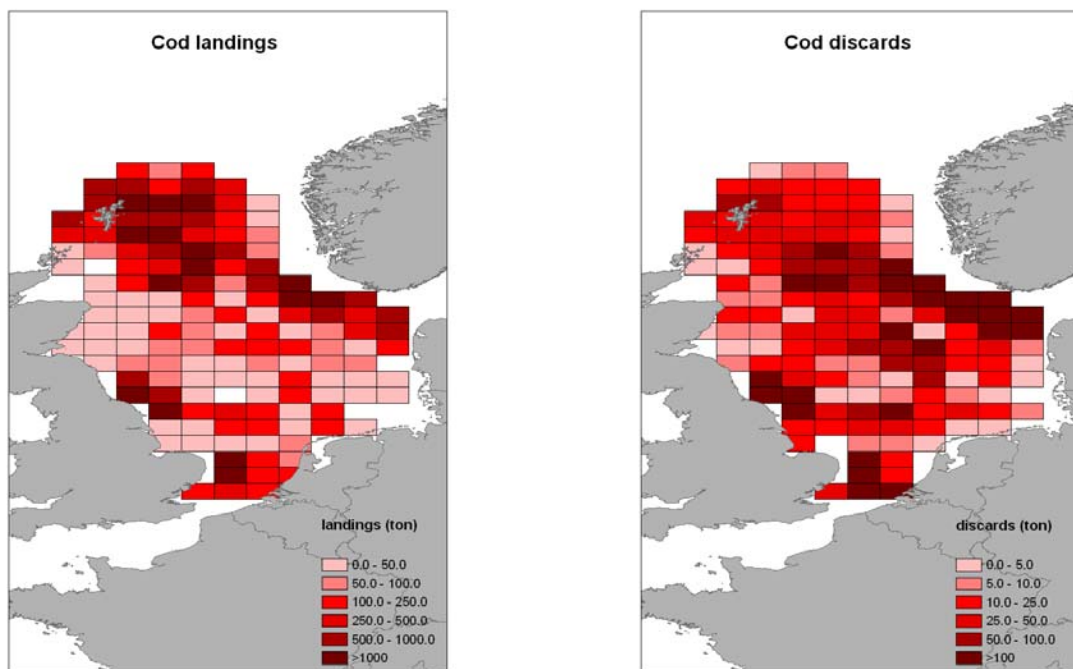 Cod landings
landings (ton)
0.0 - 50.0
50.0 - 100.0
100.0 - 250.0
250.0 - 500.0
500.0 - 1000.0
>1000
Cod discards
discards (ton)
0.0 - 5.0
5.0 - 10.0
10.0 - 25.0
25.0 - 50.0
50.0 - 100.0
>100